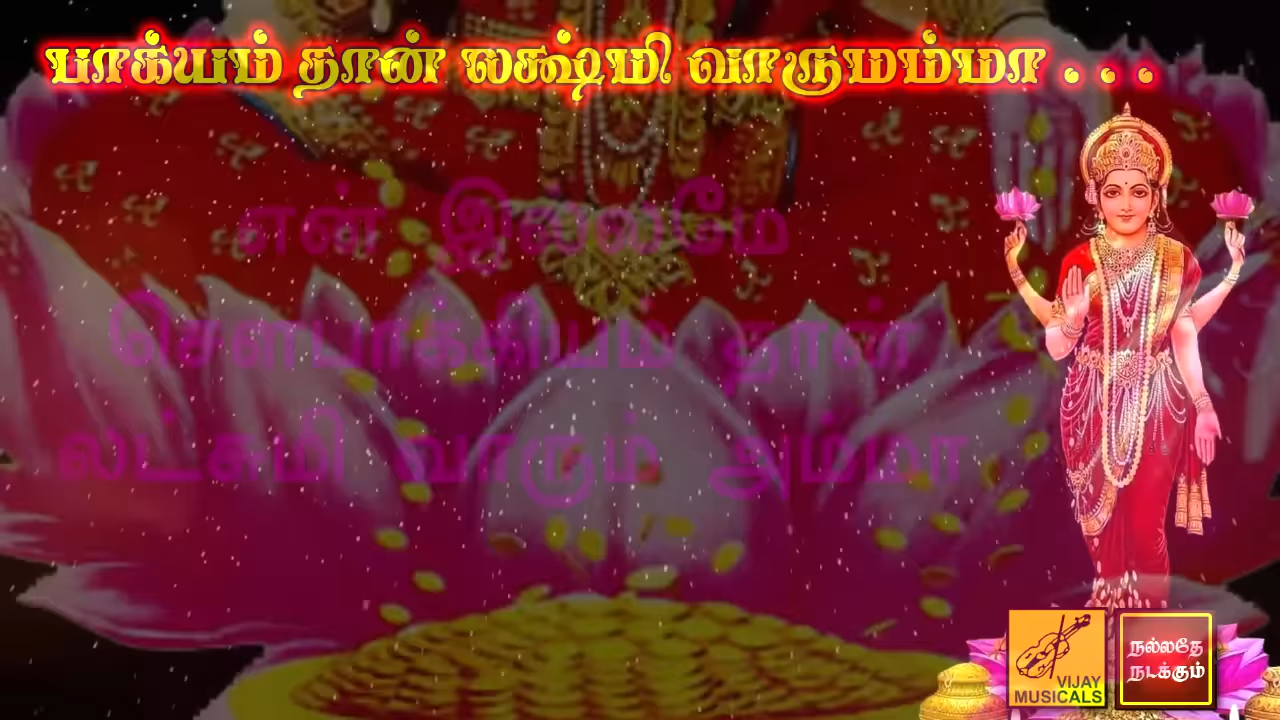 பாக்யம் தான் லக்ஷ்மி வாருமம்மா . . .
என் இல்லமே
சௌபாக்கியம் தான்
லட்சுமி வாரும் அம்மா
VIJAY
MUSICALS
நல்லதே
நடக்கும்